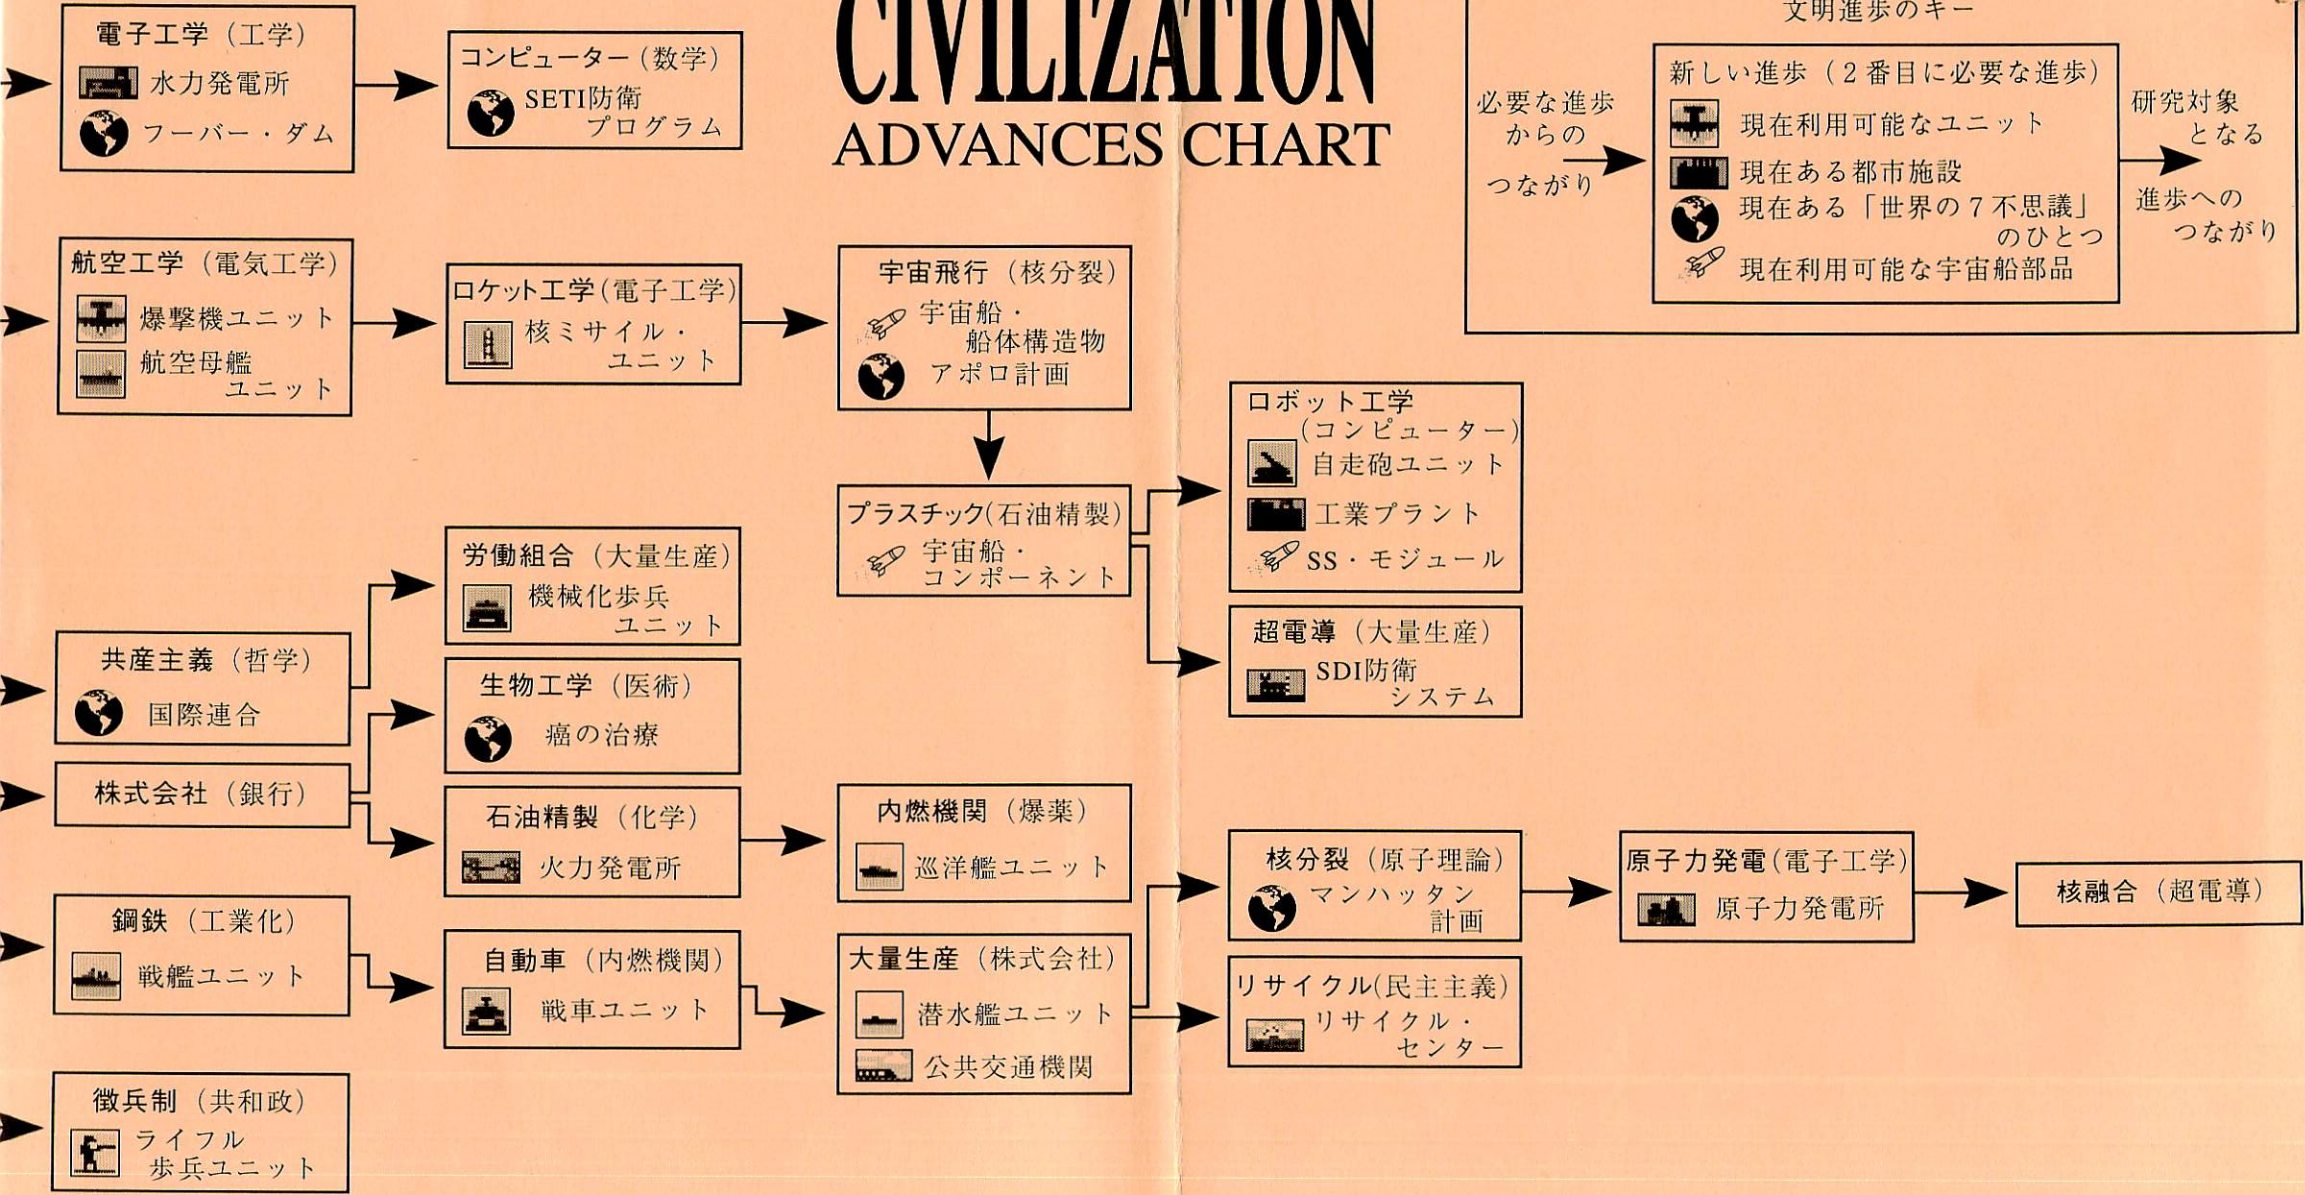 電子工学（工学）
水力発電所
フーバー・ダム
コンピューター（数学）
SETI防衛
プログラム
CIVILIZATION
ADVANCES CHART
文明進歩のキー
必要な進歩
からの
つながり
新しい進歩（2番目に必要な進歩）
現在利用可能なユニット
現在ある都市施設
現在ある「世界の7不思議」
のひとつ
現在利用可能な宇宙船部品
研究対象
となる
進歩への
つながり
航空工学（電気工学）
爆撃機ユニット
航空母艦
ユニット
ロケット工学（電子工学）
核ミサイル・
ユニット
宇宙飛行（核分裂）
宇宙船・
船体構造物
アポロ計画
プラスチック（石油精製）
宇宙船・
コンポーネント
ロボット工学
（コンピューター）
自走砲ユニット
工業プラント
SS・モジュール
超電導（大量生産）
SDI防衛
システム
労働組合（大量生産）
機械化歩兵
ユニット
共産主義（哲学）
国際連合
生物工学（医術）
癌の治療
株式会社（銀行）
石油精製（化学）
火力発電所
内燃機関（爆薬）
巡洋艦ユニット
核分裂（原子理論）
マンハッタン
計画
原子力発電（電子工学）
原子力発電所
核融合（超電導）
鋼鉄（工業化）
戦艦ユニット
自動車（内燃機関）
戦車ユニット
大量生産（株式会社）
潜水艦ユニット
公共交通機関
リサイクル（民主主義）
リサイクル・
センター
徴兵制（共和政）
ライフル
歩兵ユニット